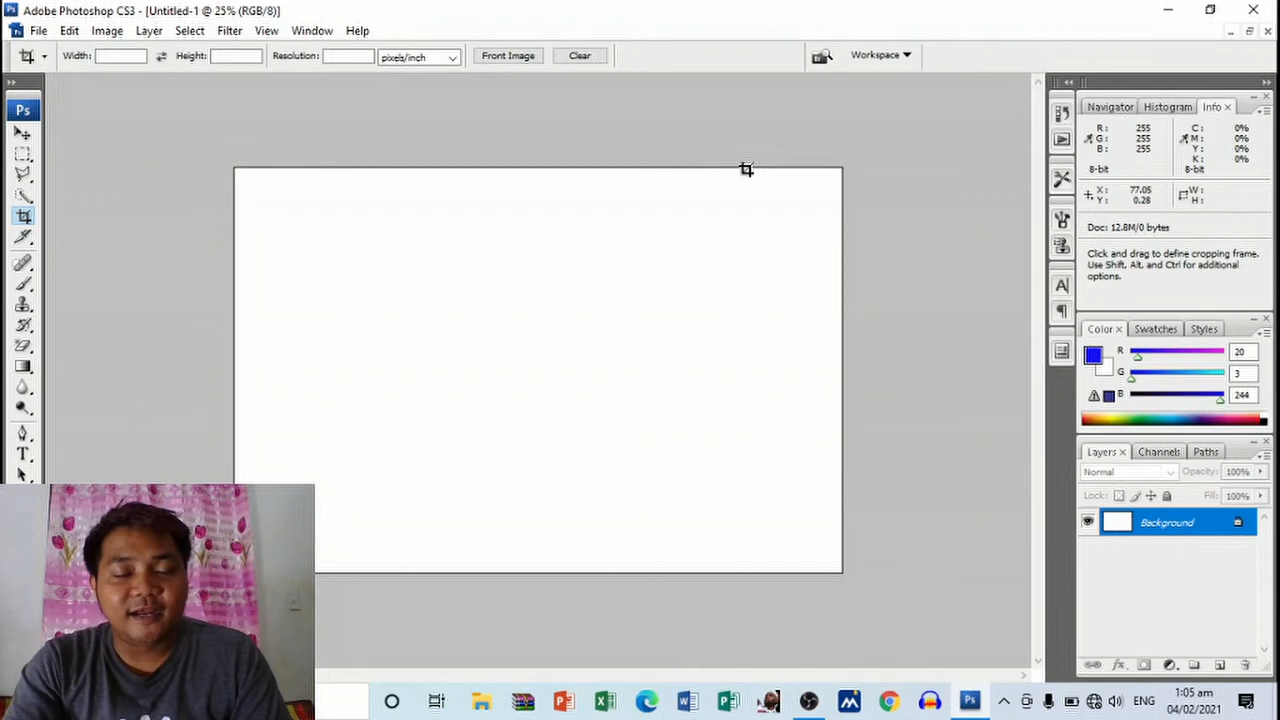 Adobe Photoshop CS3 - [Untitled-1 @ 25% (RGB/8)]
File Edit Image Layer Select Filter View Window Help
Width: Height: Resolution: pixels/inch Front Image Clear Workspace
Ps
Navigator Histogram Info
R: 255 C: 0%
G: 255 M: 0%
B: 255 Y: 0%
K: 0%
8-bit 8-bit
X: 77.05 W:
Y: 0.28 H:
Doc: 12.8M/0 bytes
Click and drag to define cropping frame.
Use Shift, Alt, and Ctrl for additional
options.
Color Swatches Styles
R 20
G 3
B 244
Layers Channels Paths
Normal Opacity: 100%
Lock: Fill: 100%
Background
ENG 1:05 am
04/02/2021